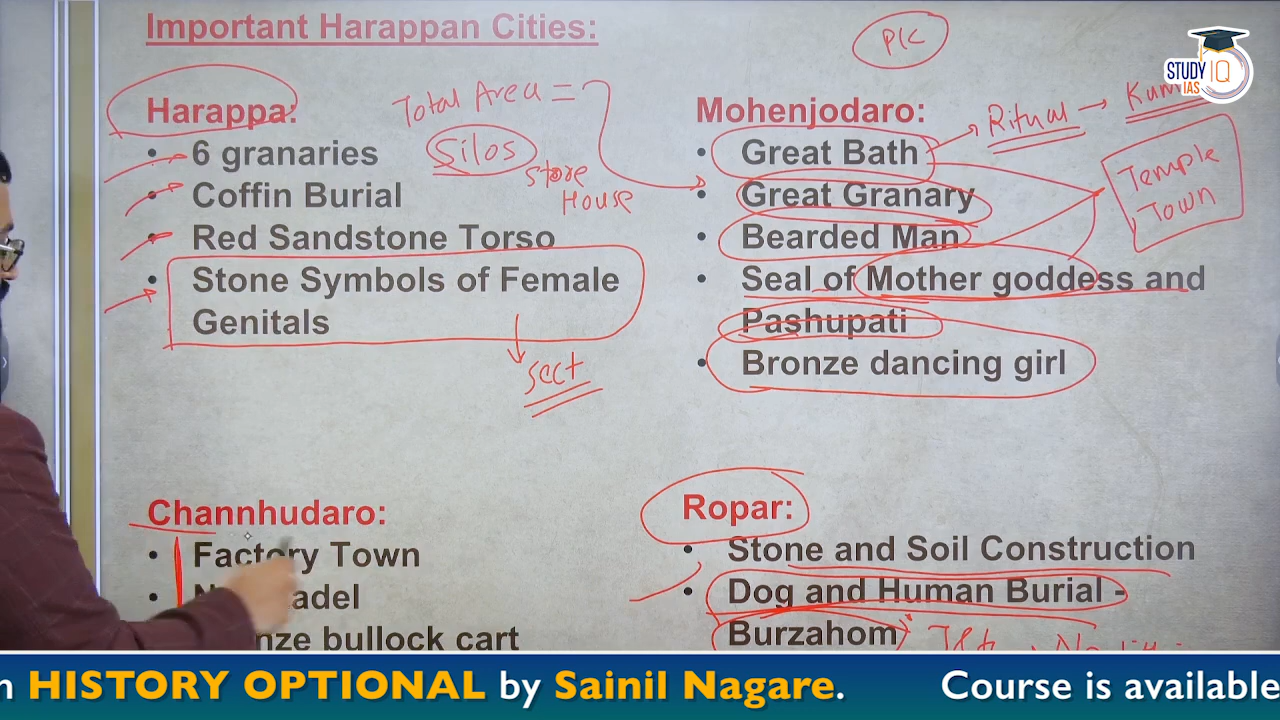 Important Harappan Cities:
PIC
STUDY IQ
IAS
Harappa:
• 6 granaries
• Coffin Burial
• Red Sandstone Torso
• Stone Symbols of Female
Genitals
Total Area =
Silos
Store
House
Sect
Mohenjodaro:
• Great Bath
• Great Granary
• Bearded Man
• Seal of Mother goddess and
Pashupati
• Bronze dancing girl
Ritual
Temple
Town
Channhudaro:
• Factory Town
•
bullock cart
Ropar:
• Stone and Soil Construction
• Dog and Human Burial -
Burzahom
HISTORY OPTIONAL by Sainil Nagare. Course is available